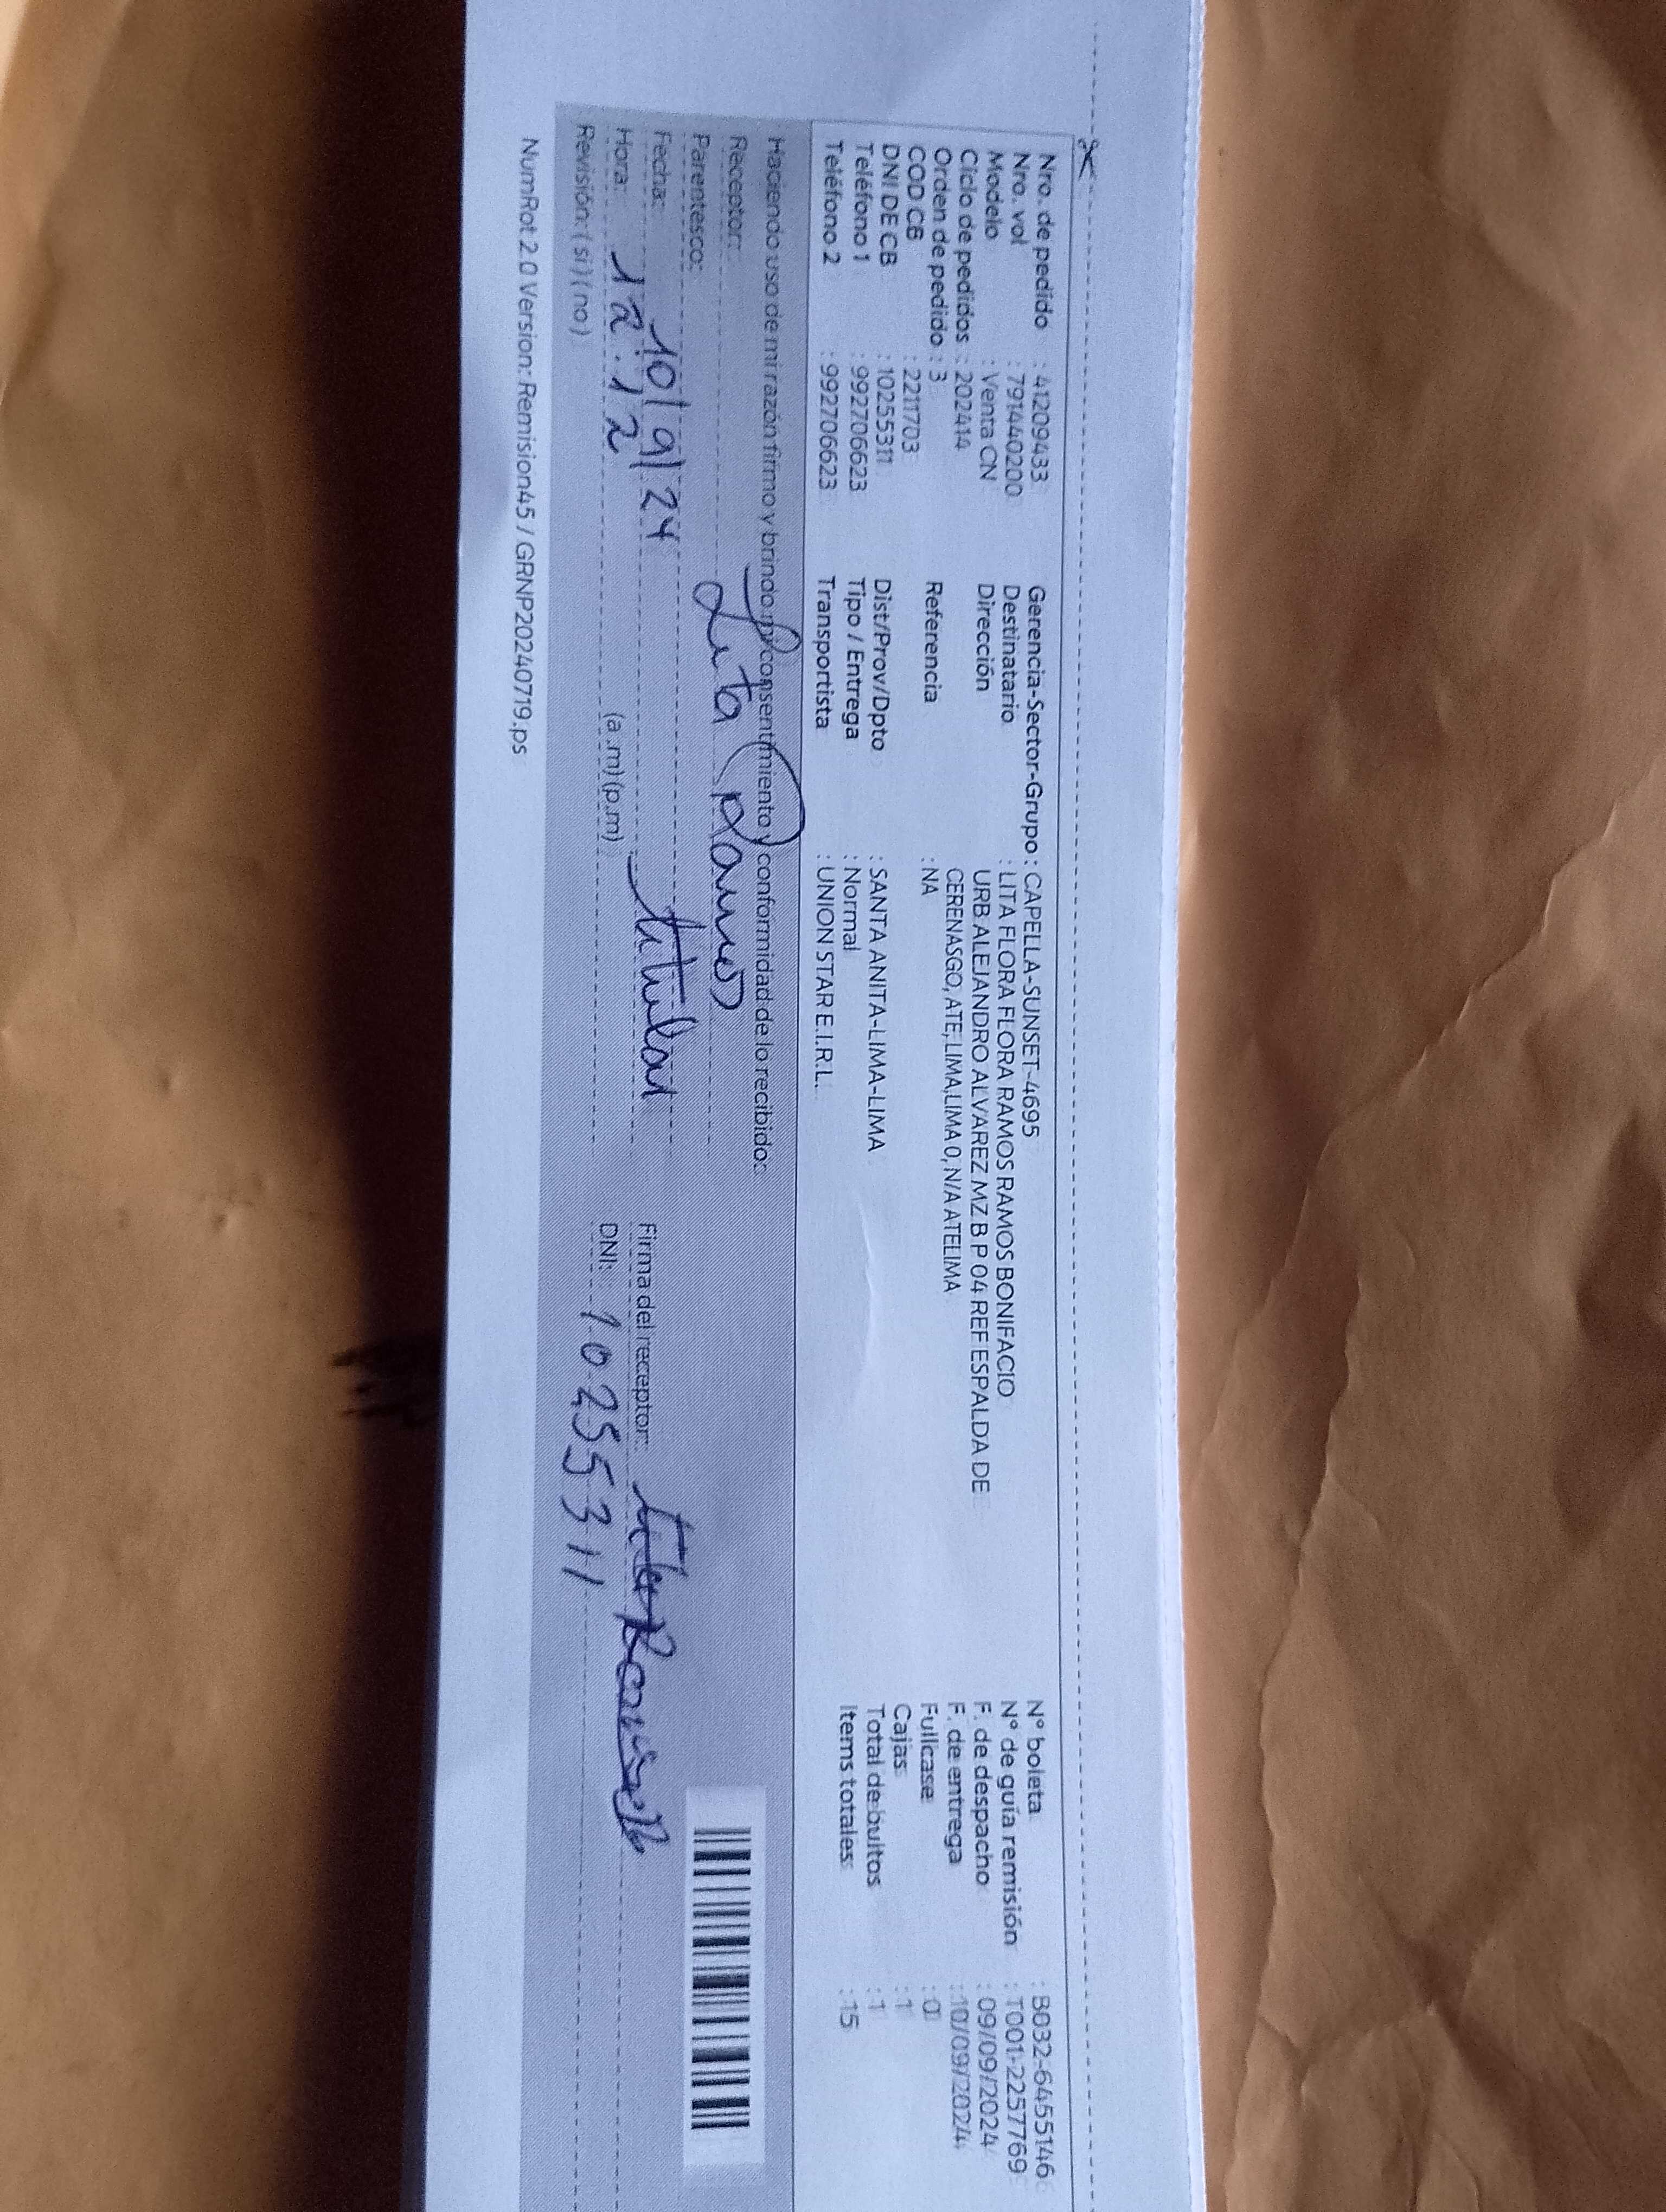 Nro. de pedido : 41209433
Nro. vol : 791440200
Modelo : Venta CN
Ciclo de pedidos : 202414
Orden de pedido : 3
COD CB : 2211703
DNI DE CB : 10255311
Teléfono 1 : 992706623
Teléfono 2 : 992706623
Gerencia-Sector-Grupo : CAPELLA-SUNSET-4695
Destinatario : LITA FLORA FLORA RAMOS RAMOS BONIFACIO
Dirección : URB ALEJANDRO ALVAREZ MZ B P 04 REF ESPALDA DE
CERENASGO, ATE, LIMA,LIMA 0, N/A ATELIMA
Referencia : NA
Dist/Prov/Dpto : SANTA ANITA-LIMA-LIMA
Tipo / Entrega : Normal
Transportista : UNION STAR E.I.R.L.
N° boleta : B032-6455146
N° de guía remisión : T001-2257769
F. de despacho : 09/09/2024
F. de entrega : 10/09/2024
Fullcase : 0
Cajas : 1
Total de bultos : 1
Items totales : 15
Haciendo uso de mi razón firmo y brindo mi consentimiento y conformidad de lo recibido:
Receptor: Lita Ramos
Parentesco: titular
Fecha: 10/9/24
Hora: 12:12 (a.m) (p.m)
Revisión: ( si ) ( no )
Firma del receptor:
DNI: 10255311
NumRot 2.0 Version: Remision45 / GRNP20240719.ps